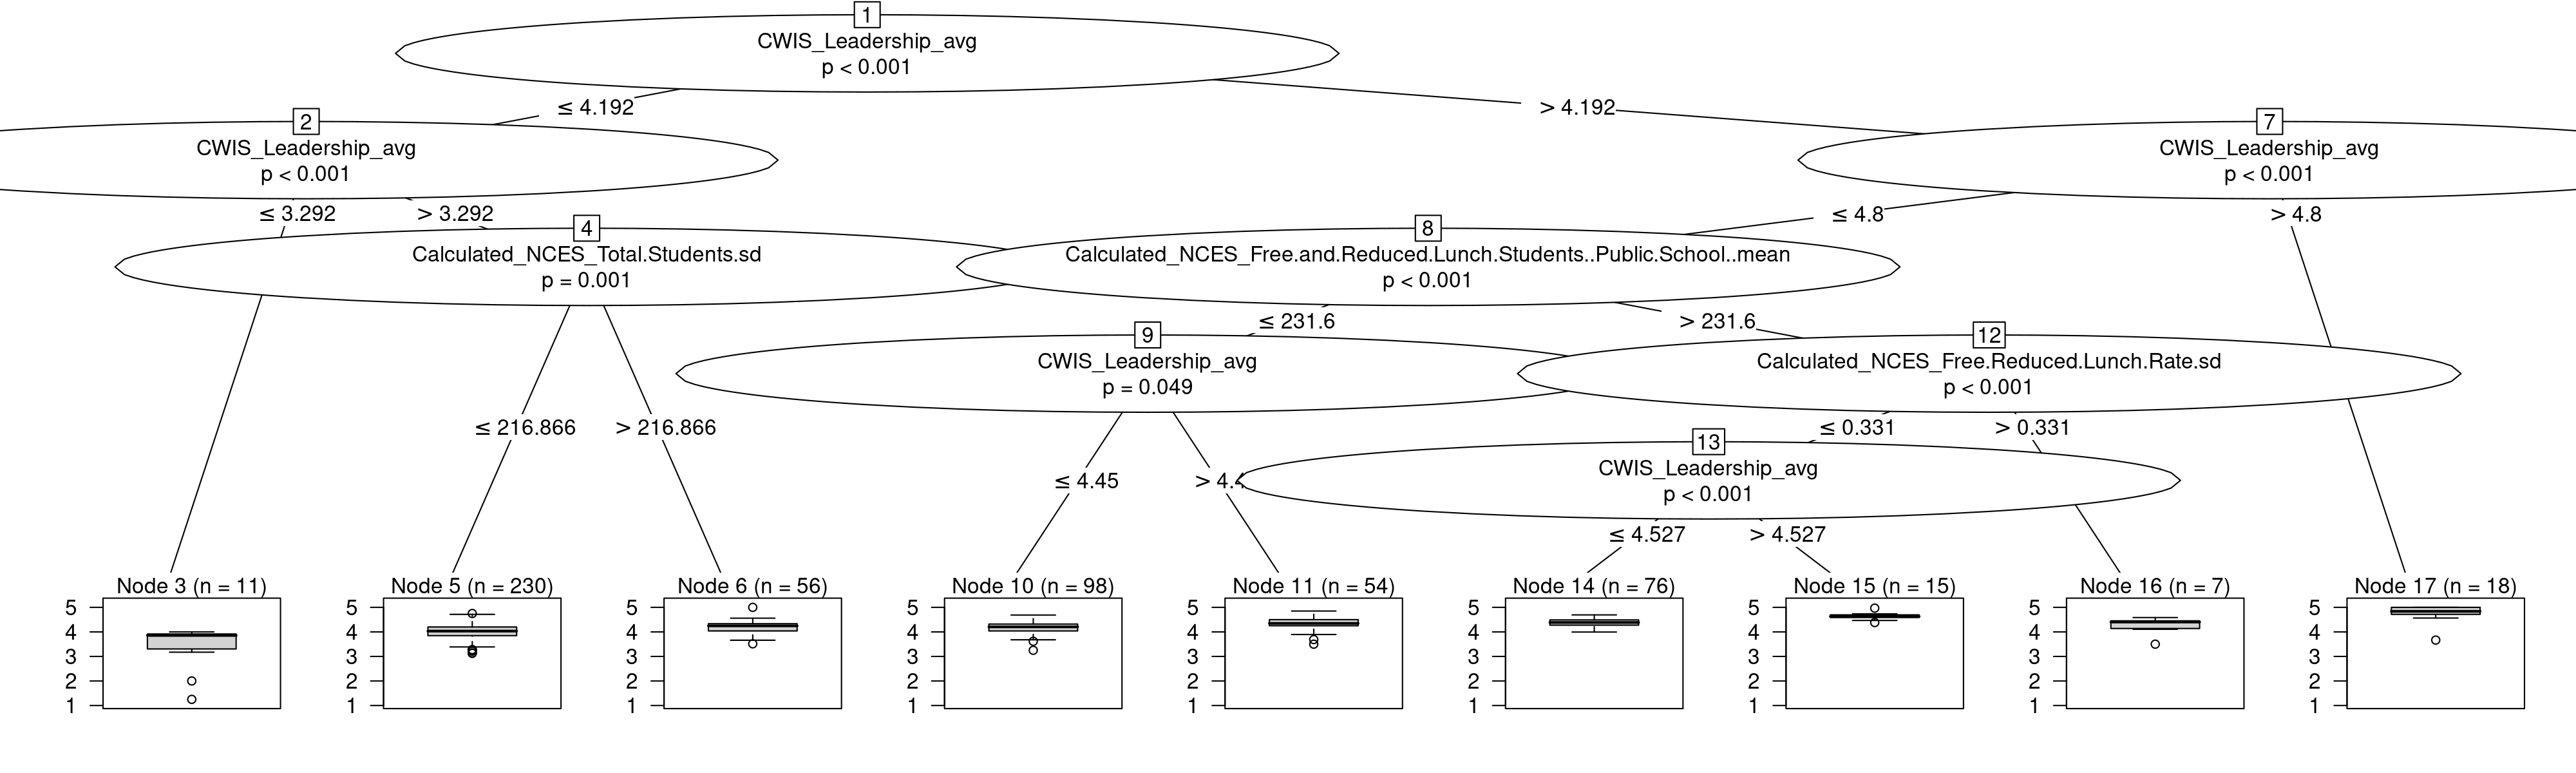 1
CWIS_Leadership_avg
p < 0.001
≤ 4.192
> 4.192
2
CWIS_Leadership_avg
p < 0.001
7
CWIS_Leadership_avg
p < 0.001
≤ 3.292
> 3.292
≤ 4.8
> 4.8
4
Calculated_NCES_Total.Students.sd
p = 0.001
8
Calculated_NCES_Free.and.Reduced.Lunch.Students..Public.School..mean
p < 0.001
≤ 231.6
> 231.6
9
CWIS_Leadership_avg
p = 0.049
12
Calculated_NCES_Free.Reduced.Lunch.Rate.sd
p < 0.001
≤ 216.866
> 216.866
≤ 0.331
> 0.331
13
CWIS_Leadership_avg
p < 0.001
≤ 4.45
> 4.4
≤ 4.527
> 4.527
Node 3 (n = 11)
5
4
3
2
1
Node 5 (n = 230)
5
4
3
2
1
Node 6 (n = 56)
5
4
3
2
1
Node 10 (n = 98)
5
4
3
2
1
Node 11 (n = 54)
5
4
3
2
1
Node 14 (n = 76)
5
4
3
2
1
Node 15 (n = 15)
5
4
3
2
1
Node 16 (n = 7)
5
4
3
2
1
Node 17 (n = 18)
5
4
3
2
1